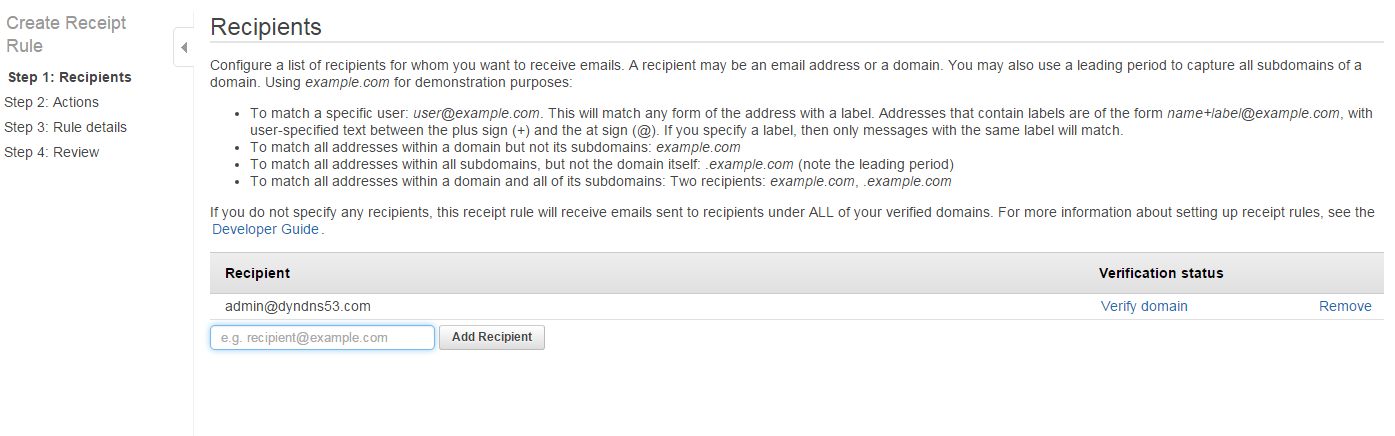 Create Receipt
Rule
Step 1: Recipients
Step 2: Actions
Step 3: Rule details
Step 4: Review
Recipients
Configure a list of recipients for whom you want to receive emails. A recipient may be an email address or a domain. You may also use a leading period to capture all subdomains of a
domain. Using example.com for demonstration purposes:
• To match a specific user: user@example.com. This will match any form of the address with a label. Addresses that contain labels are of the form name+label@example.com, with
user-specified text between the plus sign (+) and the at sign (@). If you specify a label, then only messages with the same label will match.
• To match all addresses within a domain but not its subdomains: example.com
• To match all addresses within all subdomains, but not the domain itself: .example.com (note the leading period)
• To match all addresses within a domain and all of its subdomains: Two recipients: example.com, .example.com
If you do not specify any recipients, this receipt rule will receive emails sent to recipients under ALL of your verified domains. For more information about setting up receipt rules, see the
Developer Guide.
Recipient Verification status
admin@dyndns53.com Verify domain Remove
e.g. recipient@example.com Add Recipient